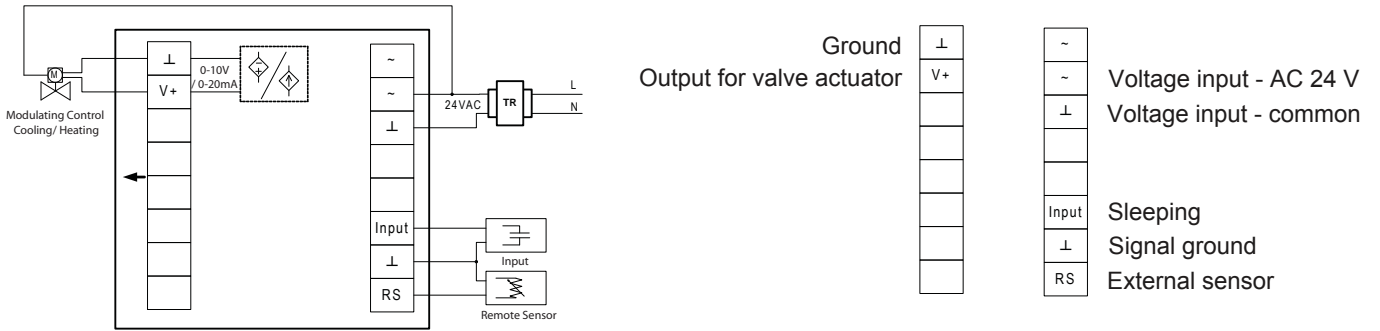 ⊥
V+
0-10V
/ 0-20mA
M
Modulating Control
Cooling/ Heating
~
~
⊥
Input
⊥
RS
24VAC
TR
L
N
Input
Remote Sensor
Ground ⊥
Output for valve actuator V+
~
~ Voltage input - AC 24 V
⊥ Voltage input - common
Input Sleeping
⊥ Signal ground
RS External sensor